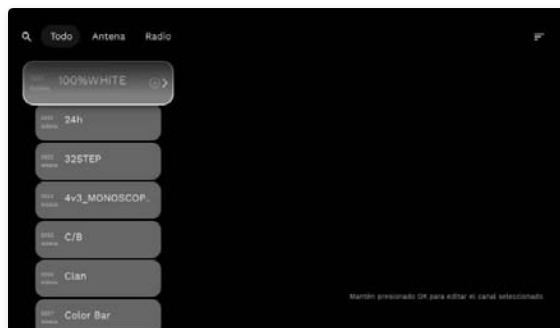 Todo Antena Radio
100%WHITE
24h
32STEP
4v3_MONOSCOP..
C/B
Clan
Color Bar
Mantén presionado OK para editar el canal seleccionado